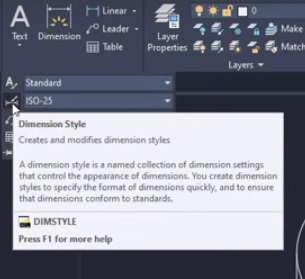 A
Text
Dimension
Linear
Leader
Table
Layer
Properties
0
Make
Match
Layers
Standard
ISO-25
Dimension Style
Creates and modifies dimension styles
A dimension style is a named collection of dimension settings
that control the appearance of dimensions. You create dimension
styles to specify the format of dimensions quickly, and to ensure
that dimensions conform to standards.
DIMSTYLE
Press F1 for more help